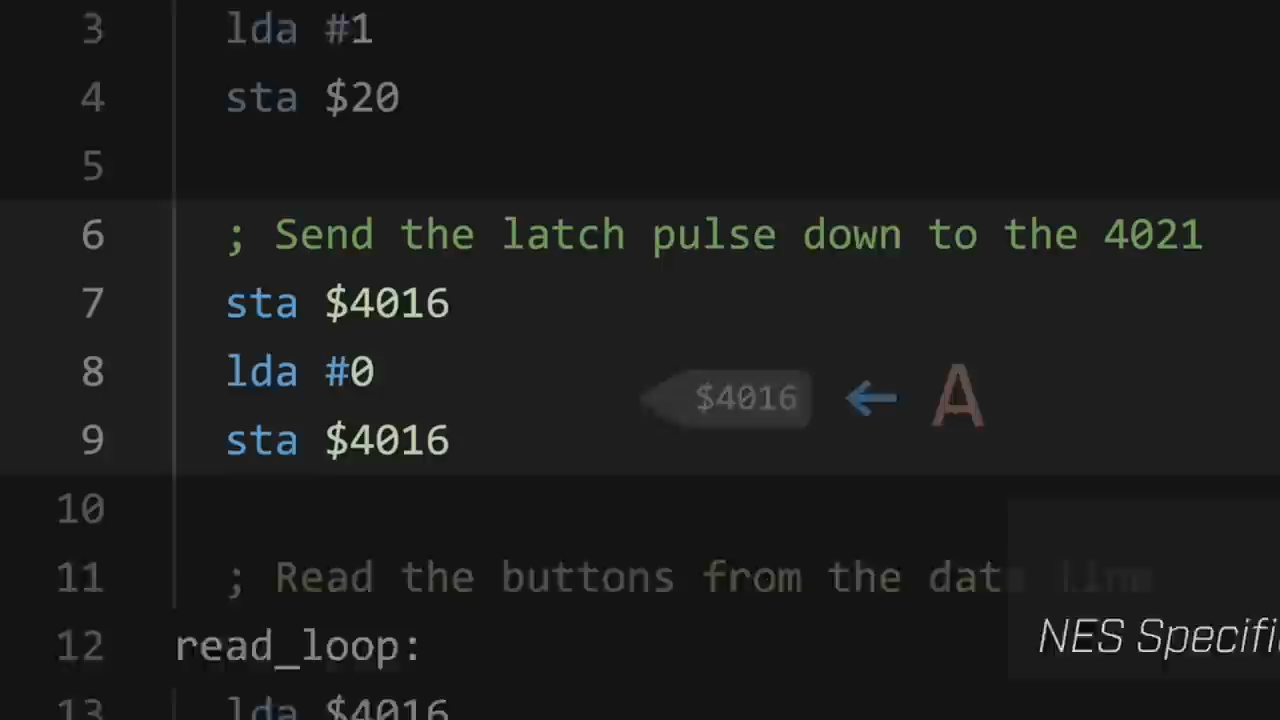 3 lda #1
4 sta $20
5
6 ; Send the latch pulse down to the 4021
7 sta $4016
8 lda #0
$4016 ← A
9 sta $4016
10
11 ; Read the buttons from the data line
12 read_loop:
NES Specifi
13 lda $4016